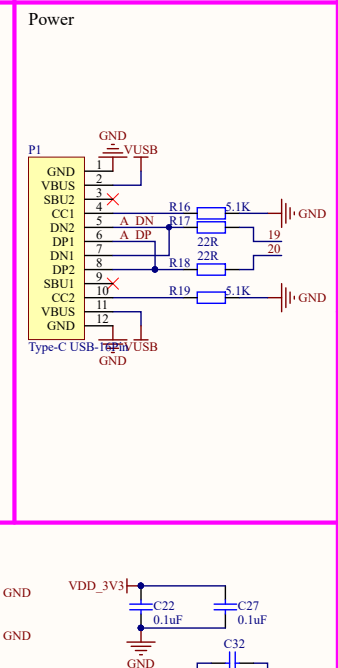 Power
GND
P1
VUSB
GND 1
VBUS 2
SBU2 3
CC1 4 R16 5.1K GND
DN2 5 A_DN R17 19
DP1 6 A_DP 22R 20
DN1 7 22R
DP2 8 R18
SBU1 9
CC2 10 R19 5.1K GND
VBUS 11
GND 12
Type-C USB-16Pin VUSB
GND
VDD_3V3
GND
C22 C27
0.1uF 0.1uF
GND
C32
GND